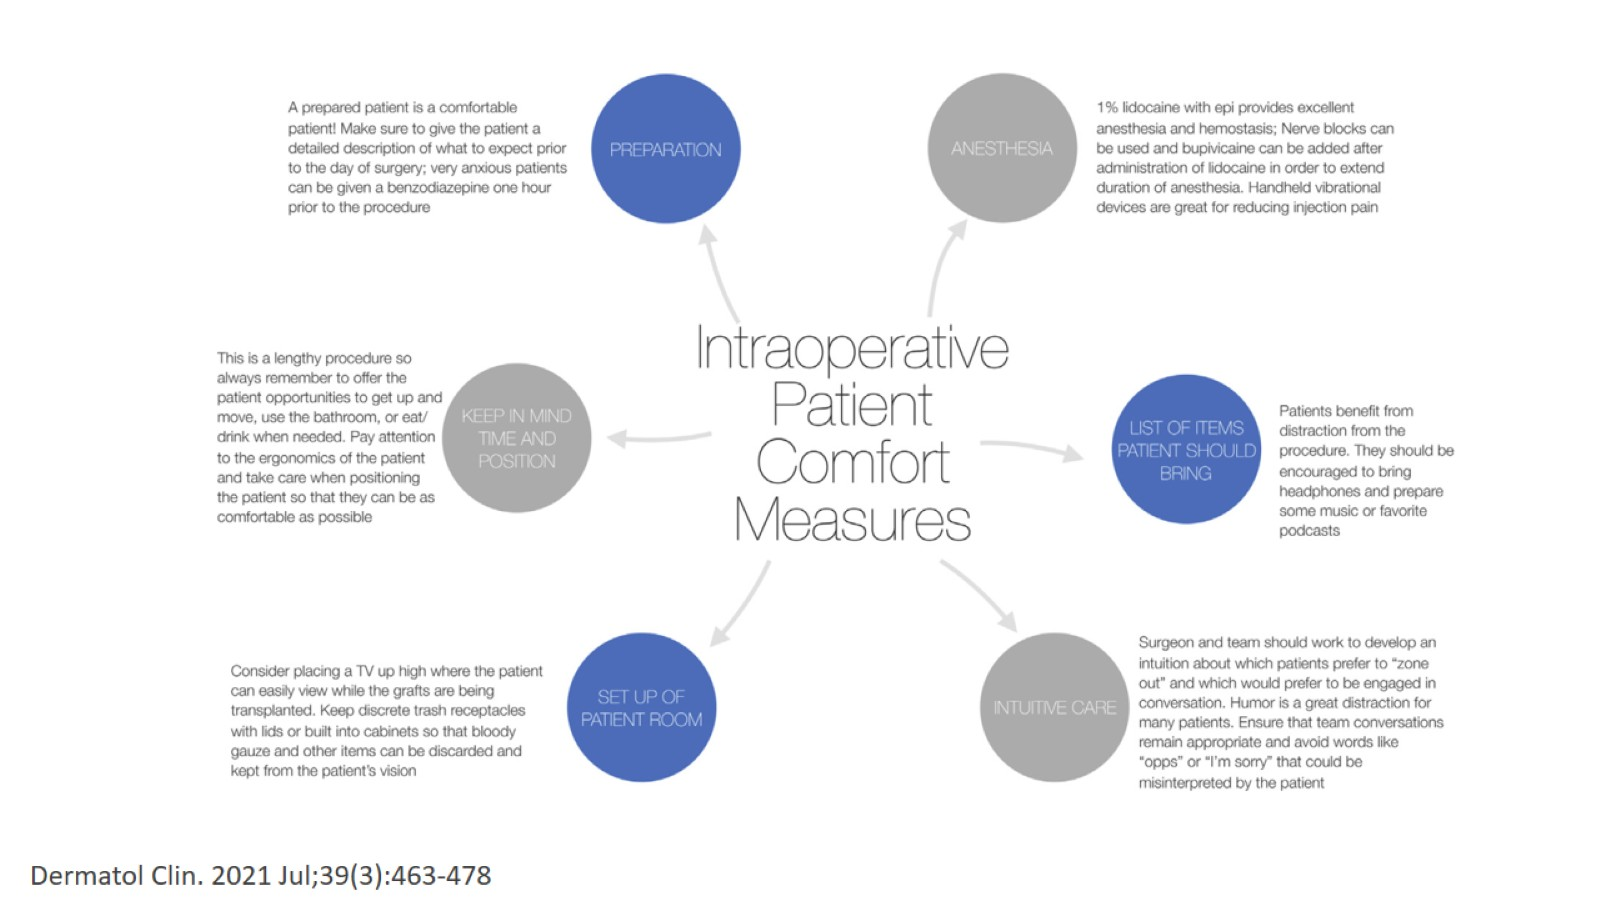 A prepared patient is a comfortable
patient! Make sure to give the patient a
detailed description of what to expect prior
to the day of surgery; very anxious patients
can be given a benzodiazepine one hour
prior to the procedure
PREPARATION
ANESTHESIA
1% lidocaine with epi provides excellent
anesthesia and hemostasis; Nerve blocks can
be used and bupivicaine can be added after
administration of lidocaine in order to extend
duration of anesthesia. Handheld vibrational
devices are great for reducing injection pain
Intraoperative
Patient
Comfort
Measures
This is a lengthy procedure so
always remember to offer the
patient opportunities to get up and
move, use the bathroom, or eat/
drink when needed. Pay attention
to the ergonomics of the patient
and take care when positioning
the patient so that they can be as
comfortable as possible
KEEP IN MIND
TIME AND
POSITION
LIST OF ITEMS
PATIENT SHOULD
BRING
Patients benefit from
distraction from the
procedure. They should be
encouraged to bring
headphones and prepare
some music or favorite
podcasts
Consider placing a TV up high where the patient
can easily view while the grafts are being
transplanted. Keep discrete trash receptacles
with lids or built into cabinets so that bloody
gauze and other items can be discarded and
kept from the patient's vision
SET UP OF
PATIENT ROOM
INTUITIVE CARE
Surgeon and team should work to develop an
intuition about which patients prefer to “zone
out” and which would prefer to be engaged in
conversation. Humor is a great distraction for
many patients. Ensure that team conversations
remain appropriate and avoid words like
“opps” or “I'm sorry” that could be
misinterpreted by the patient
Dermatol Clin. 2021 Jul;39(3):463-478